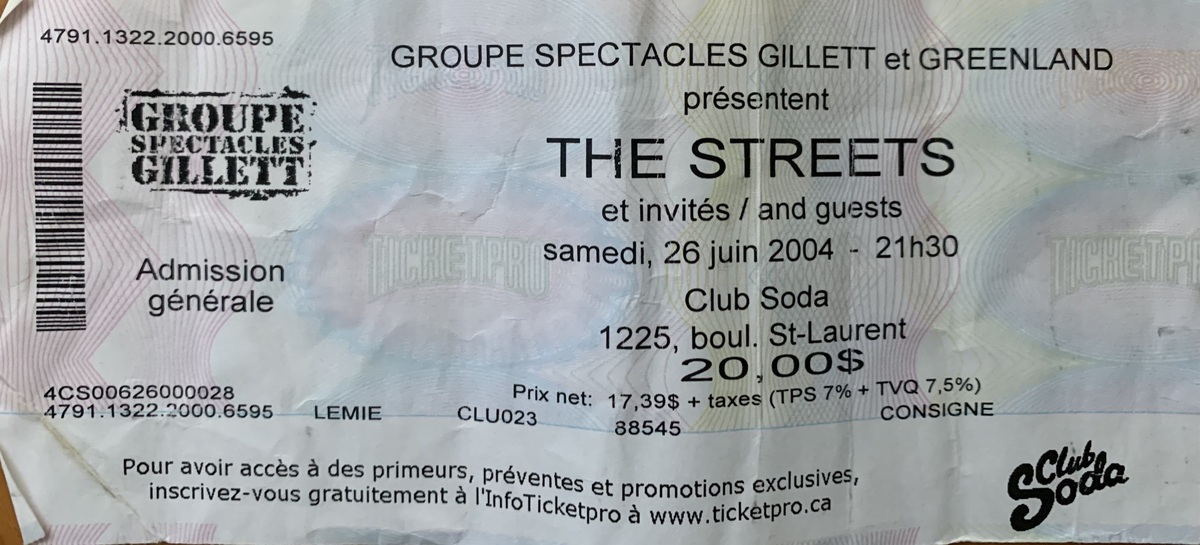 4791.1322.2000.6595
GROUPE SPECTACLES GILLETT et GREENLAND
présentent
GROUPE
SPECTACLES
GILLETT
THE STREETS
et invités / and guests
samedi, 26 juin 2004 - 21h30
TICKETPRO
TICKETPR
Admission
générale
Club Soda
1225, boul. St-Laurent
20,00$
Prix net: 17,39$ + taxes (TPS 7% + TVQ 7,5%)
4CS00626000028
4791.1322.2000.6595 LEMIE CLU023 88545 CONSIGNE
Pour avoir accès à des primeurs, préventes et promotions exclusives,
inscrivez-vous gratuitement à l'InfoTicketpro à www.ticketpro.ca
Club
Soda